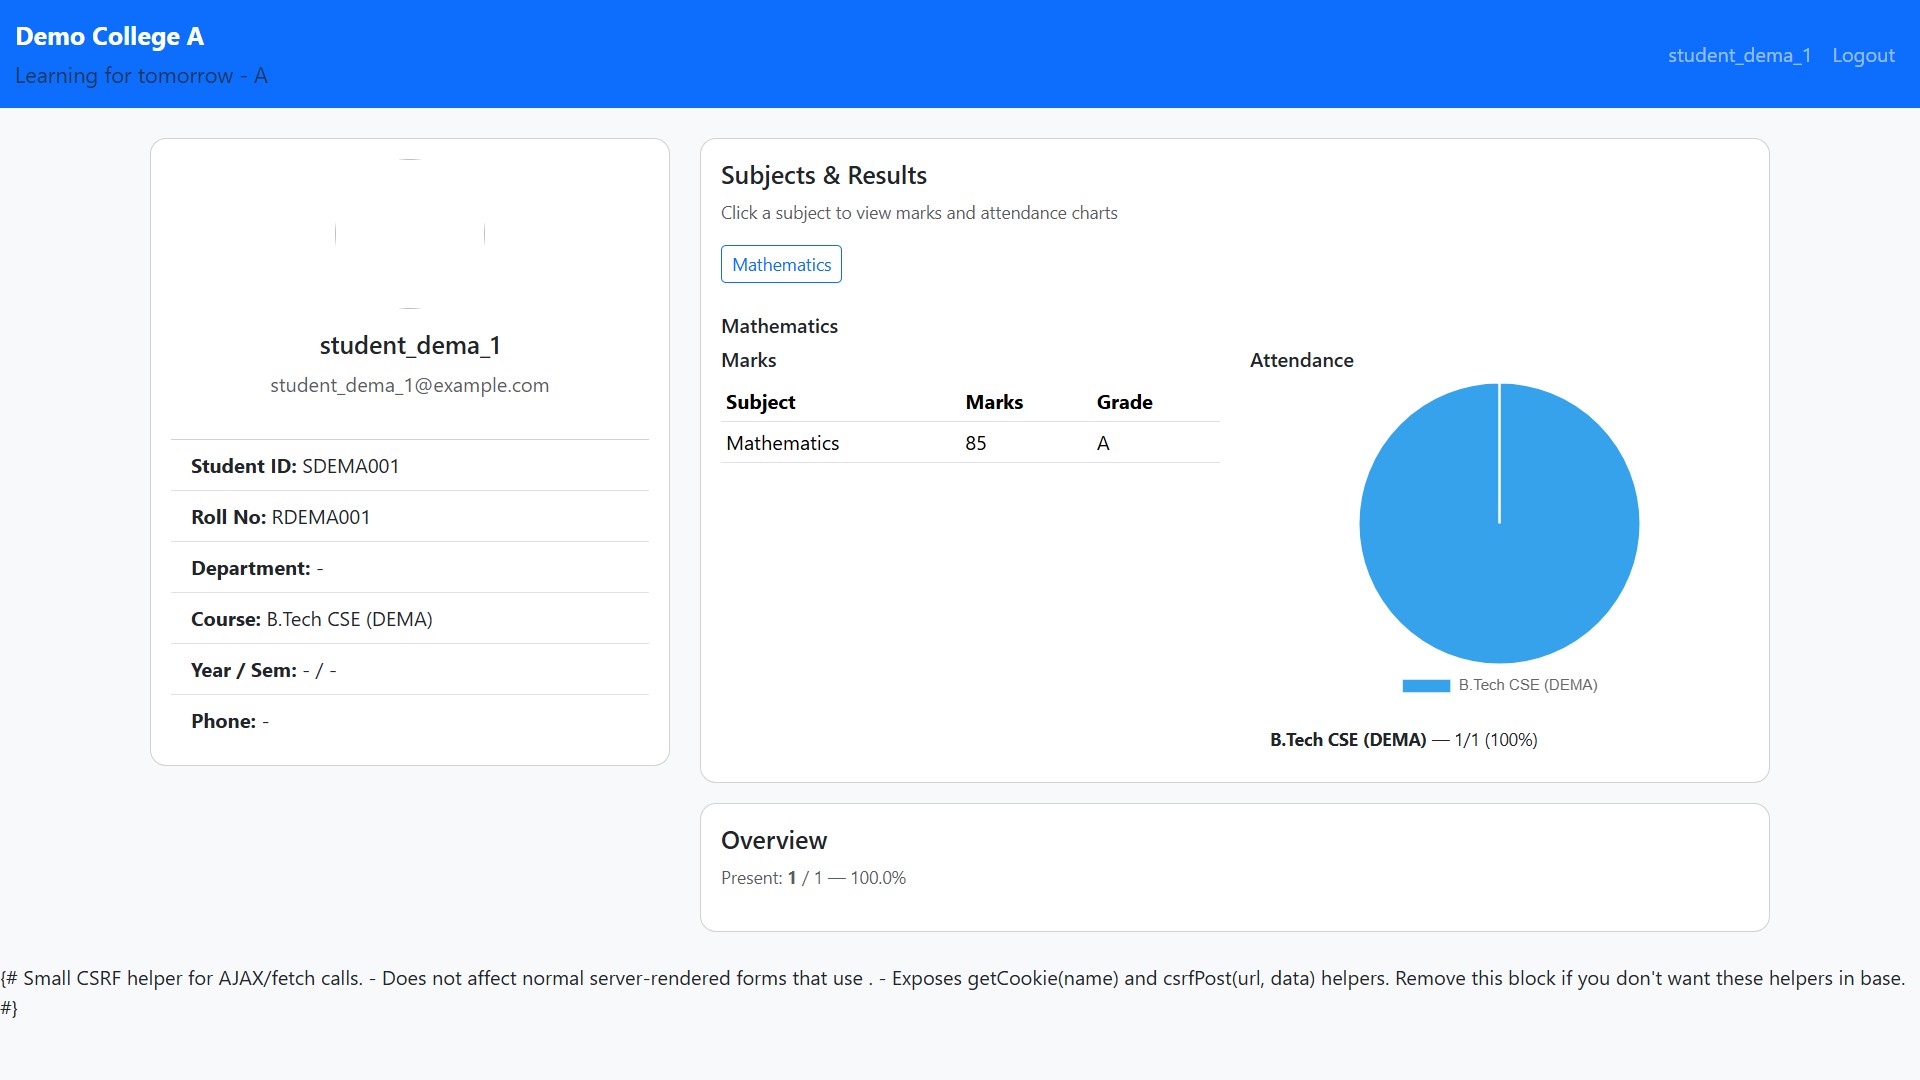 Demo College A
Learning for tomorrow - A
student_dema_1 Logout
student_dema_1
student_dema_1@example.com
Student ID: SDEMA001
Roll No: RDEMA001
Department: -
Course: B.Tech CSE (DEMA)
Year / Sem: - / -
Phone: -
Subjects & Results
Click a subject to view marks and attendance charts
Mathematics
Mathematics
Marks
Subject Marks Grade
Mathematics 85 A
Attendance
B.Tech CSE (DEMA)
B.Tech CSE (DEMA) — 1/1 (100%)
Overview
Present: 1 / 1 — 100.0%
{# Small CSRF helper for AJAX/fetch calls. - Does not affect normal server-rendered forms that use . - Exposes getCookie(name) and csrfPost(url, data) helpers. Remove this block if you don't want these helpers in base.
#}